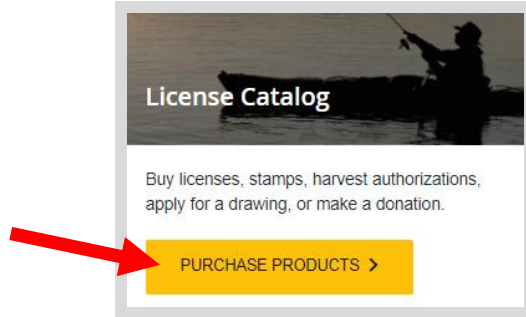 License Catalog
Buy licenses, stamps, harvest authorizations,
apply for a drawing, or make a donation.
PURCHASE PRODUCTS >